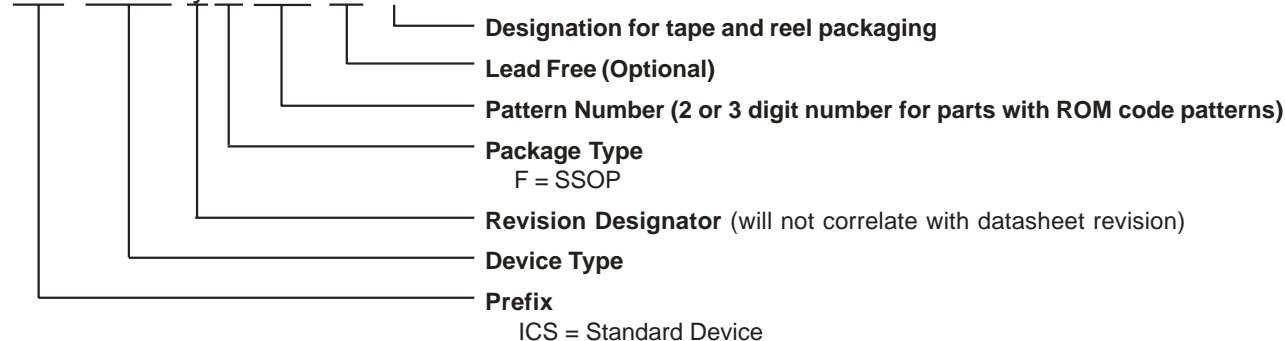 Designation for tape and reel packaging
Lead Free (Optional)
Pattern Number (2 or 3 digit number for parts with ROM code patterns)
Package Type
F = SSOP
Revision Designator (will not correlate with datasheet revision)
Device Type
Prefix
ICS = Standard Device